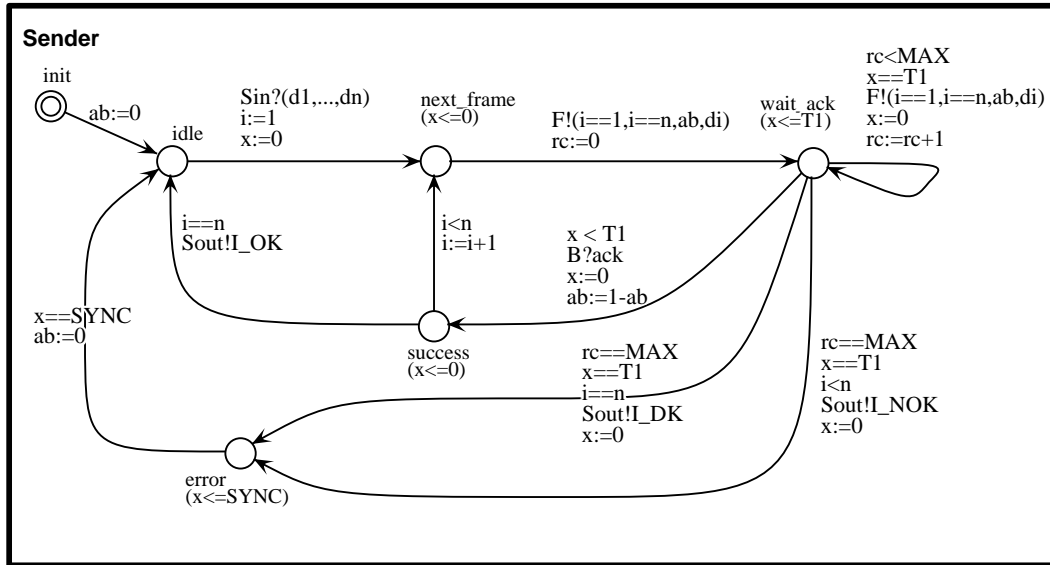 Sender
init
ab:=0
idle
Sin?(d1,...,dn)
i:=1
x:=0
next_frame
(x<=0)
F!(i==1,i==n,ab,di)
rc:=0
wait_ack
(x<=T1)
rc<MAX
x==T1
F!(i==1,i==n,ab,di)
x:=0
rc:=rc+1
i==n
Sout!I_OK
i<n
i:=i+1
x < T1
B?ack
x:=0
ab:=1-ab
x==SYNC
ab:=0
success
(x<=0)
rc==MAX
x==T1
i==n
Sout!I_DK
x:=0
rc==MAX
x==T1
i<n
Sout!I_NOK
x:=0
error
(x<=SYNC)